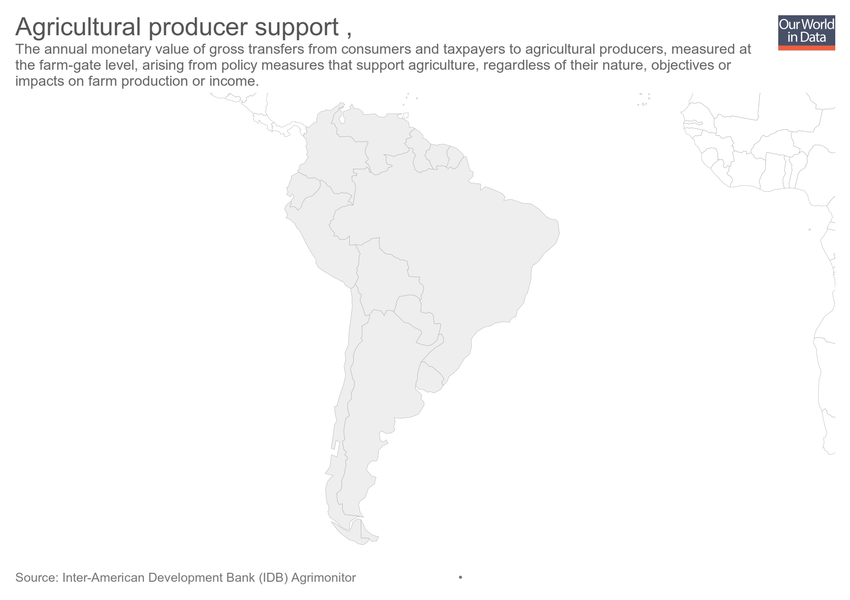 Agricultural producer support ,
The annual monetary value of gross transfers from consumers and taxpayers to agricultural producers, measured at
the farm-gate level, arising from policy measures that support agriculture, regardless of their nature, objectives or
impacts on farm production or income.
Our World
in Data
Source: Inter-American Development Bank (IDB) Agrimonitor
•